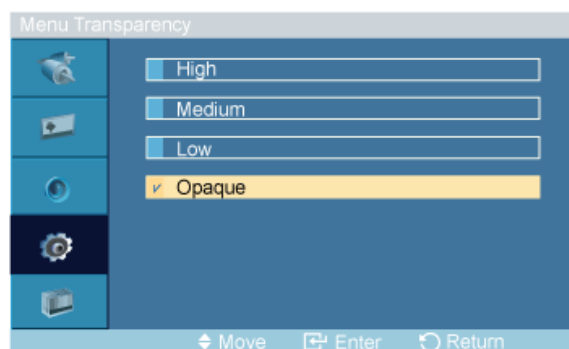 Menu Transparency
High
Medium
Low
Opaque
Move Enter Return